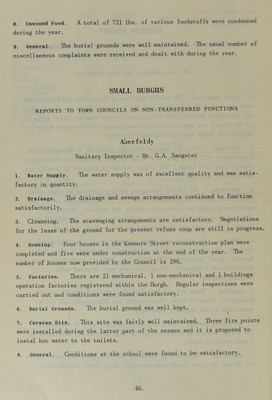 8. Unsound Food. A total of 721 lbs. of various foodstuffs were condemned
during the year.
9. General. The burial grounds were well maintained. The usual number of
miscellaneous complaints were received and dealt with during the year.
SMALL BURGHS
REPORTS TO TOWN COUNCILS ON NON-TRANSFERRED FUNCTIONS
Aberfeldy
Sanitary Inspector - Mr. G.A. Sangster
1. Water Supply. The water supply was of excellent quality and was satis-
factory in quantity.
2. Drainage. The drainage and sewage arrangements continued to function
satisfactorily.
3. Cleansing. The scavenging arrangements are satisfactory. Negotiations
for the lease of the ground for the present refuse coup are still in progress.
4. Housing. Four houses in the Kenmore Street reconstruction plan were
completed and five were under construction at the end of the year. The
number of houses now provided by the Council is 196.
5. Factories. There are 21 mechanical, 1 non-mechanical and 1 buildings
operation factories registered within the Burgh. Regular inspections were
carried out and conditions were found satisfactory.
6. Burial Grounds. The burial ground was well kept.
7. Caravan Site. This site was fairly well maintained. Three fire points
were installed during the latter part of the season and it is proposed to
instal hot water to the toilets.
8. General. Conditions at the school were found to be satisfactory.
46.